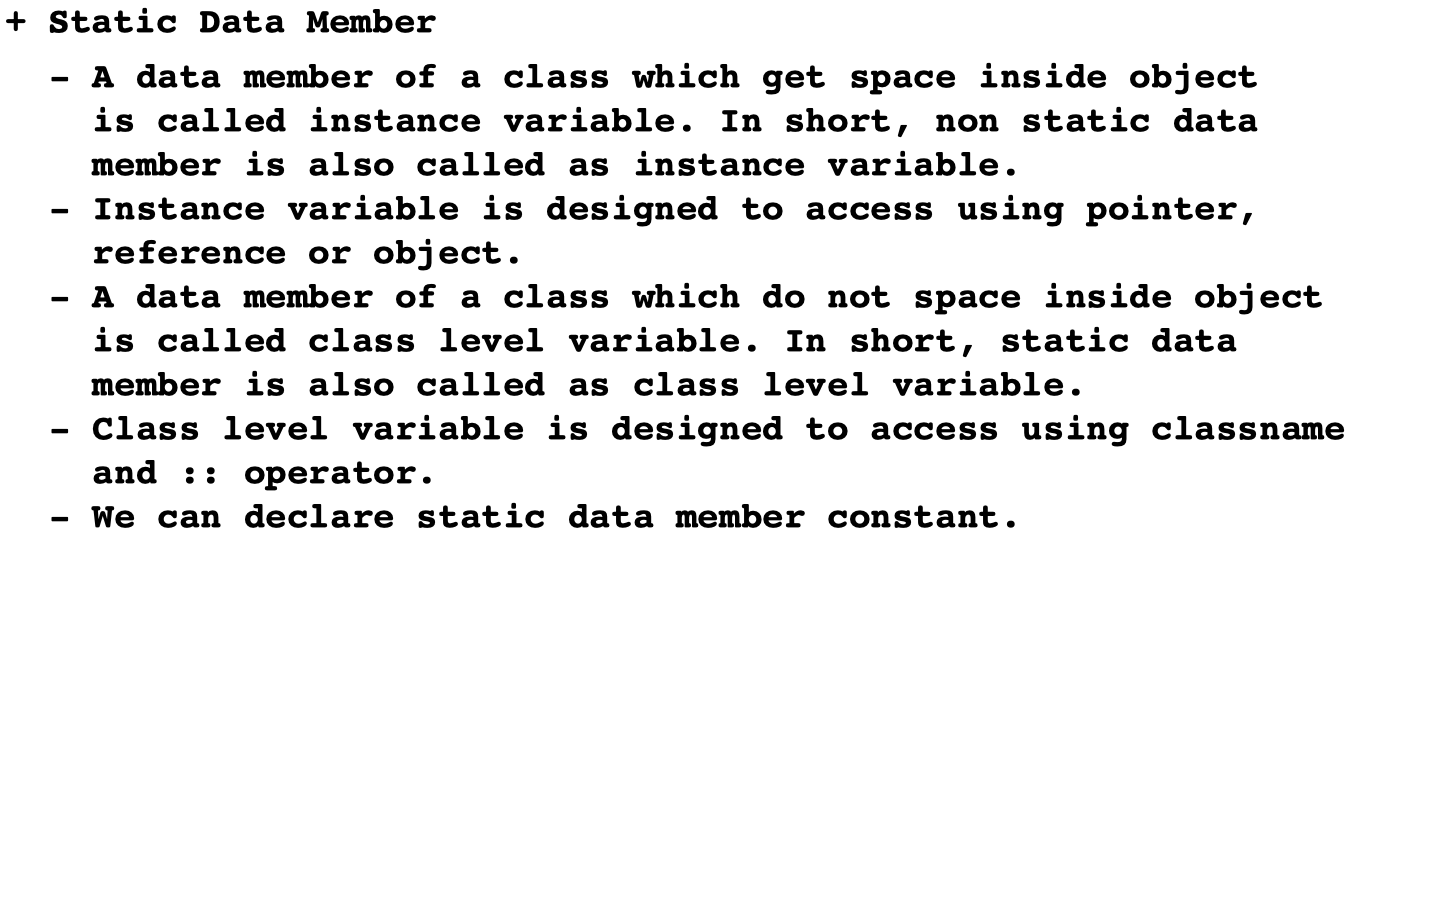 + Static Data Member
- A data member of a class which get space inside object
is called instance variable. In short, non static data
member is also called as instance variable.
- Instance variable is designed to access using pointer,
reference or object.
- A data member of a class which do not space inside object
is called class level variable. In short, static data
member is also called as class level variable.
- Class level variable is designed to access using classname
and :: operator.
- We can declare static data member constant.